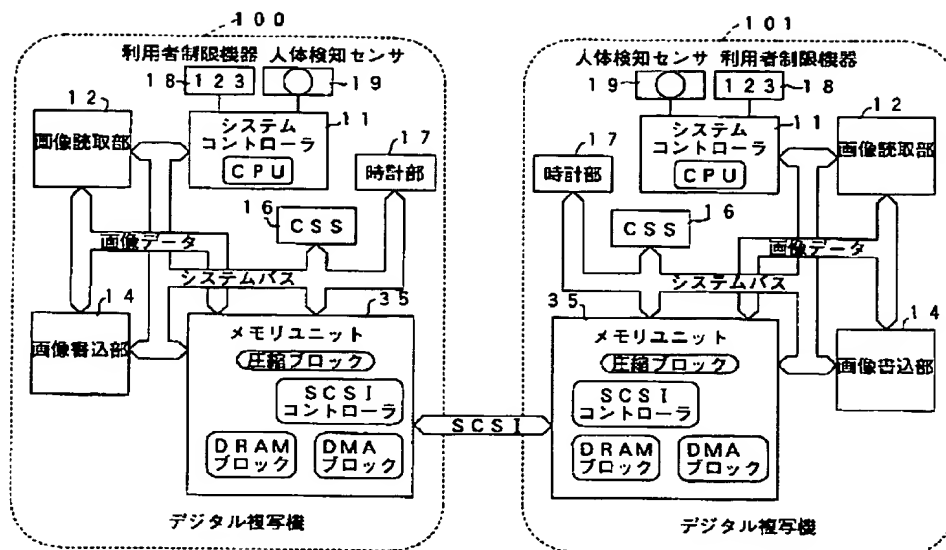 100
利用者制限機器 人体検知センサ
18 123 19
12
画像読取部
11
システム
コントローラ
CPU
17
時計部
16
CSS
画像データ
システムバス
14
画像書込部
35
メモリユニット
圧縮ブロック
SCSI
コントローラ
DRAM
ブロック
DMA
ブロック
デジタル複写機
SCSI
101
人体検知センサ 利用者制限機器
19 123 18
12
画像読取部
11
システム
コントローラ
CPU
17
時計部
16
CSS
画像データ
システムバス
35
14
画像書込部
メモリユニット
圧縮ブロック
SCSI
コントローラ
DRAM
ブロック
DMA
ブロック
デジタル複写機